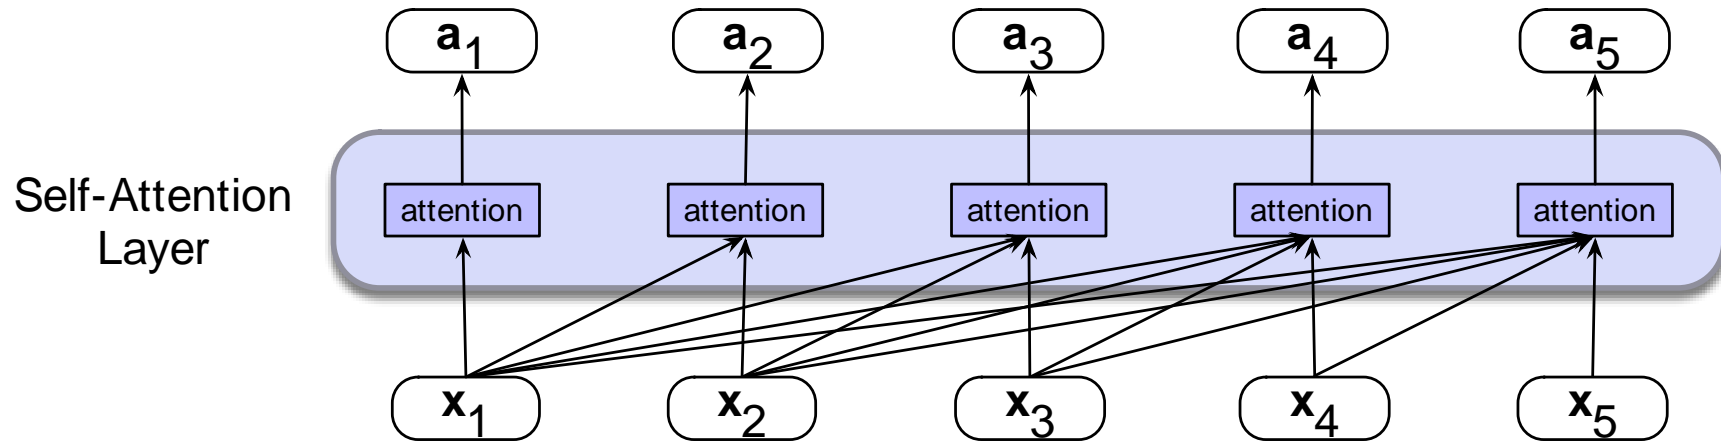 a1 a2 a3 a4 a5
Self-Attention
Layer
attention attention attention attention attention
x1 x2 x3 x4 x5